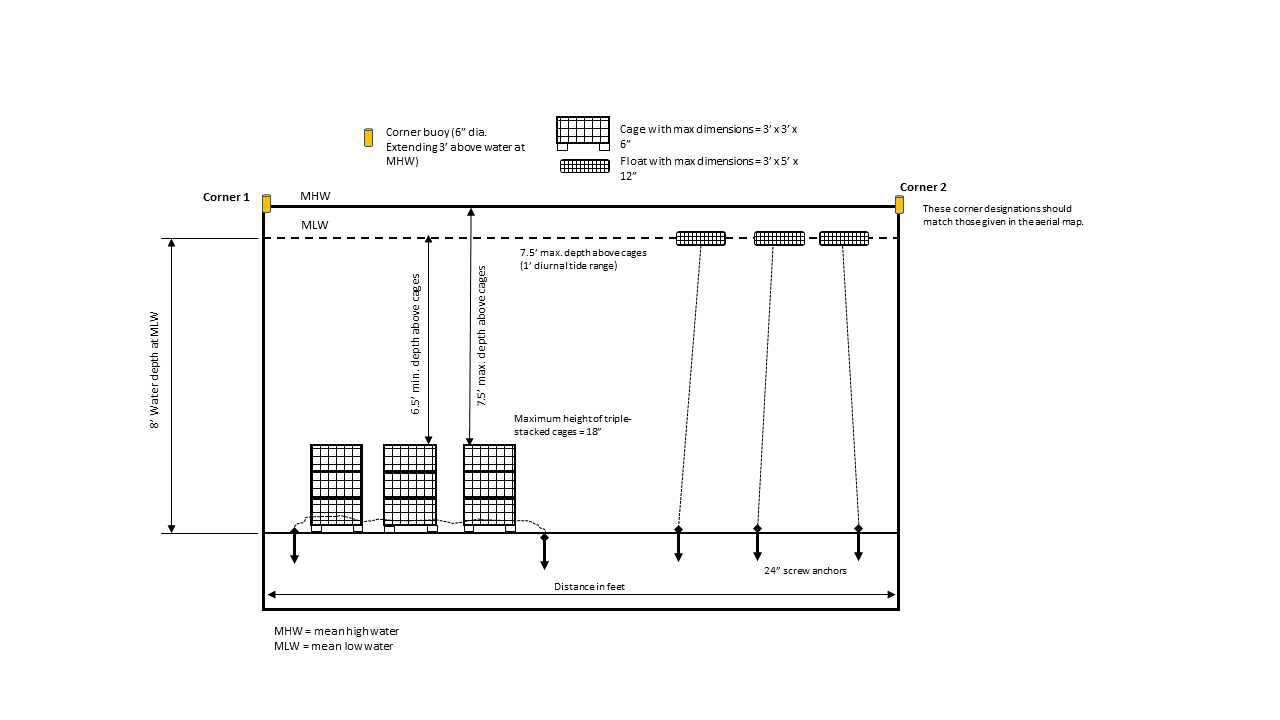 Corner buoy (6” dia.
Extending 3’ above water at
MHW)
Cage with max dimensions = 3’ x 3’ x
6”
Float with max dimensions = 3’ x 5’ x
12”
Corner 1
MHW
Corner 2
These corner designations should
match those given in the aerial map.
MLW
7.5’ max. depth above cages
(1’ diurnal tide range)
8’ Water depth at MLW
6.5’ min. depth above cages
7.5’ max. depth above cages
Maximum height of triple-
stacked cages = 18”
24” screw anchors
Distance in feet
MHW = mean high water
MLW = mean low water